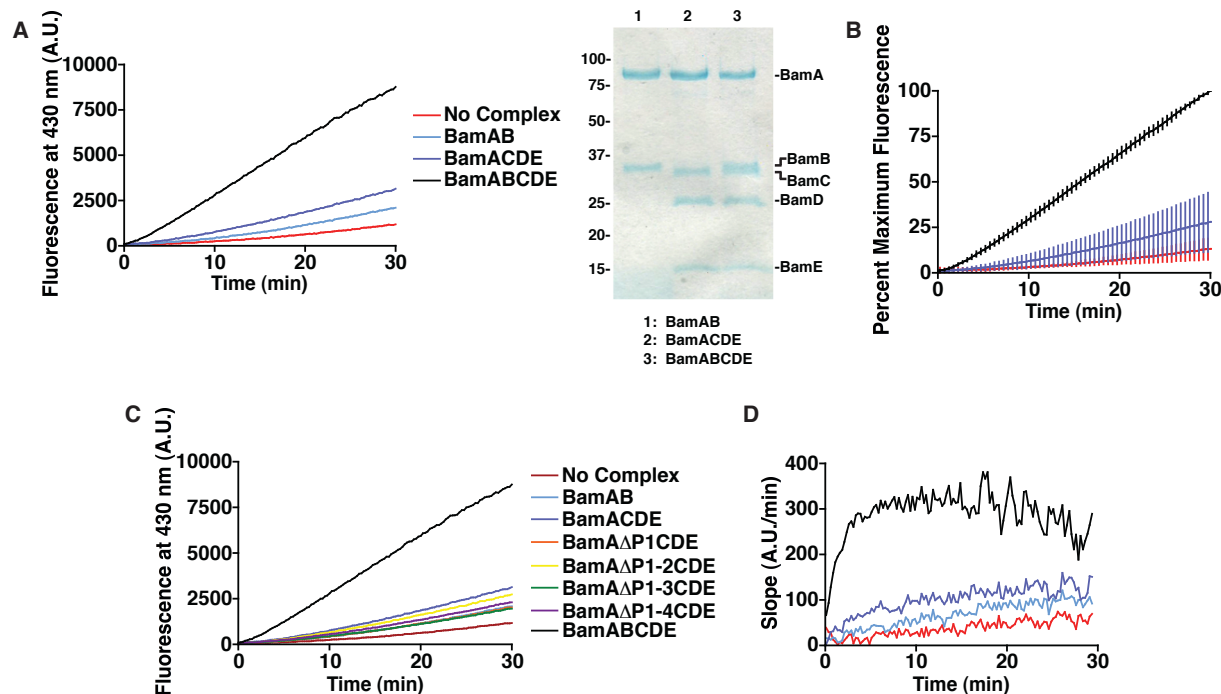 A
Fluorescence at 430 nm (A.U.)
10000
7500
5000
2500
0
0 10 20 30
Time (min)
No Complex
BamAB
BamACDE
BamABCDE
1 2 3
100-
75-
50-
37-
25-
20-
15-
-BamA
BamB
BamC
-BamD
-BamE
1: BamAB
2: BamACDE
3: BamABCDE
B
Percent Maximum Fluorescence
100
75
50
25
0
0 10 20 30
Time (min)
C
Fluorescence at 430 nm (A.U.)
10000
7500
5000
2500
0
0 10 20 30
Time (min)
No Complex
BamAB
BamACDE
BamAΔP1CDE
BamAΔP1-2CDE
BamAΔP1-3CDE
BamAΔP1-4CDE
BamABCDE
D
Slope (A.U./min)
400
300
200
100
0
0 10 20 30
Time (min)